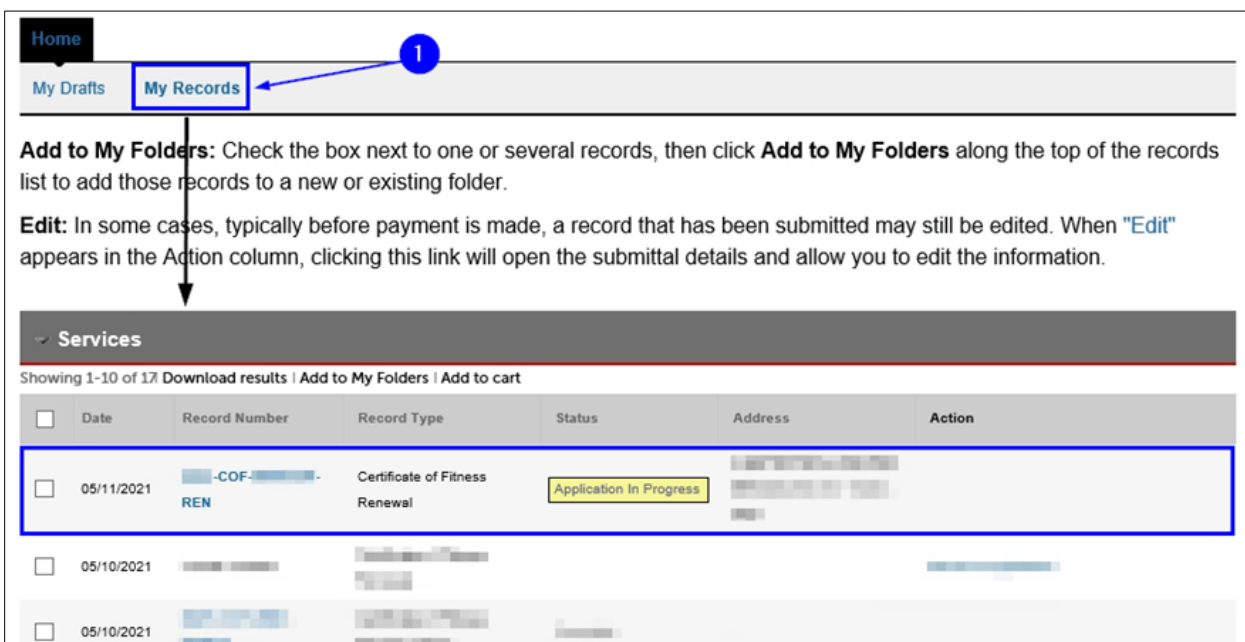 Home
1
My Drafts My Records
Add to My Folders: Check the box next to one or several records, then click Add to My Folders along the top of the records
list to add those records to a new or existing folder.
Edit: In some cases, typically before payment is made, a record that has been submitted may still be edited. When "Edit"
appears in the Action column, clicking this link will open the submittal details and allow you to edit the information.
Services
Showing 1-10 of 17 Download results | Add to My Folders | Add to cart
Date Record Number Record Type Status Address Action
05/11/2021 -COF- - Certificate of Fitness Application In Progress
REN Renewal
05/10/2021
05/10/2021